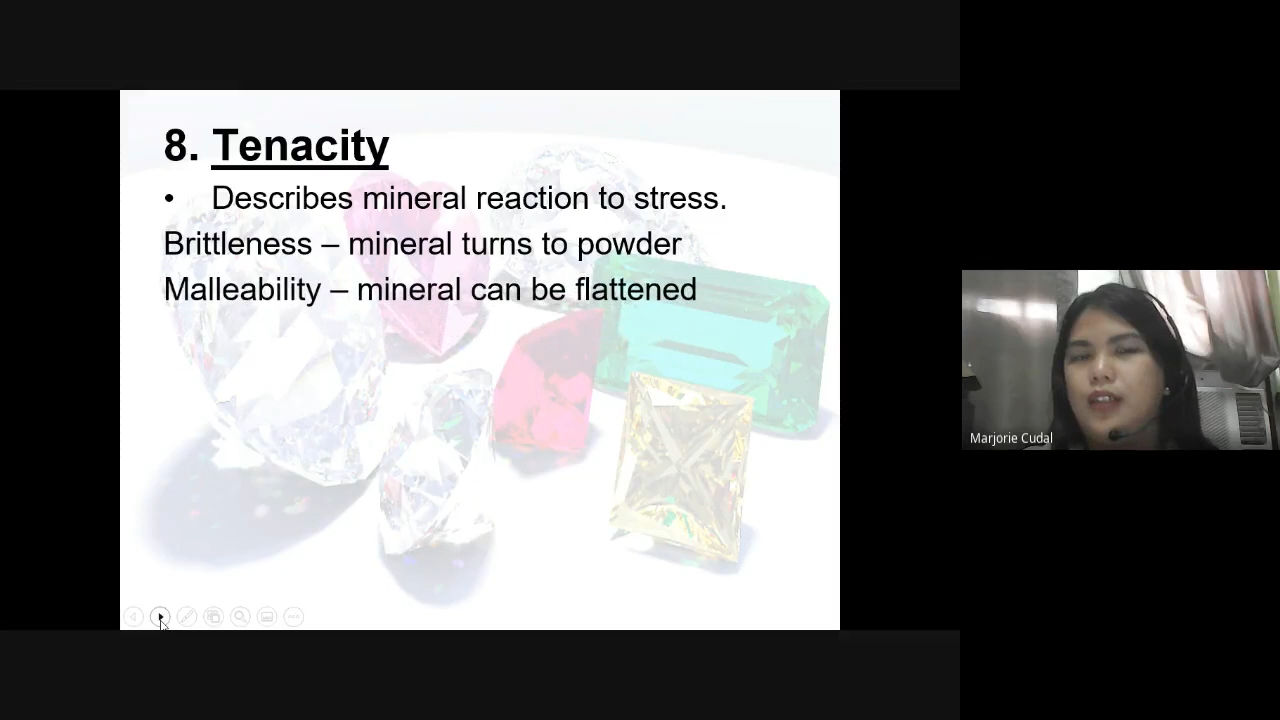 8. Tenacity
• Describes mineral reaction to stress.
Brittleness – mineral turns to powder
Malleability – mineral can be flattened
Marjorie Cudal